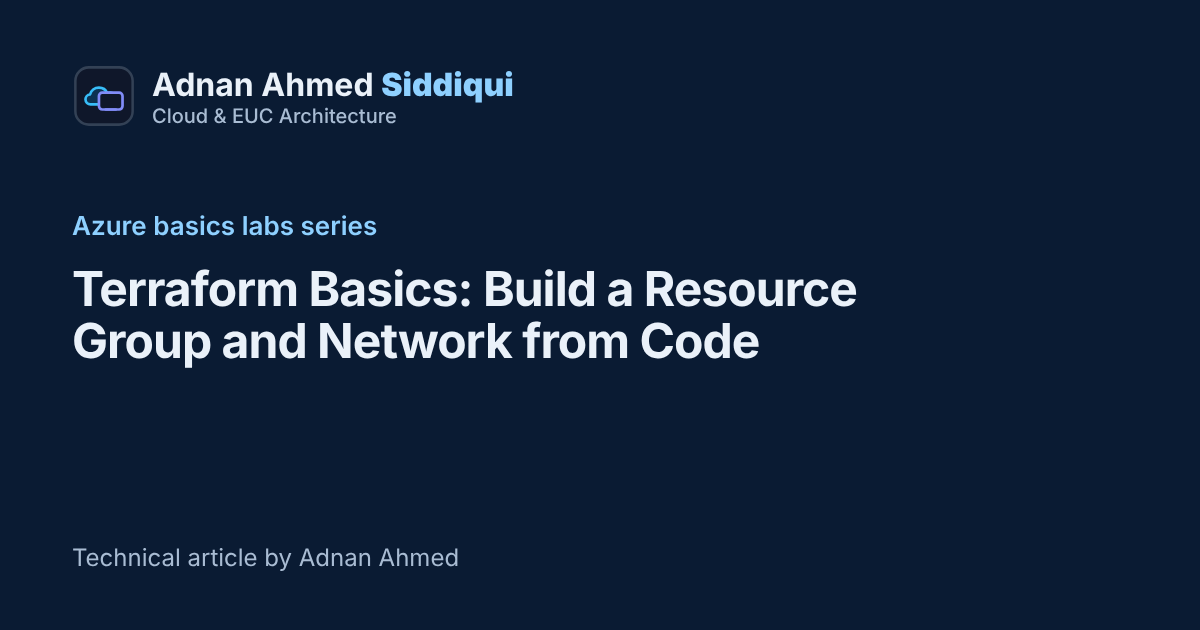 Adnan Ahmed Siddiqui
Cloud & EUC Architecture
Azure basics labs series
Terraform Basics: Build a Resource
Group and Network from Code
Technical article by Adnan Ahmed